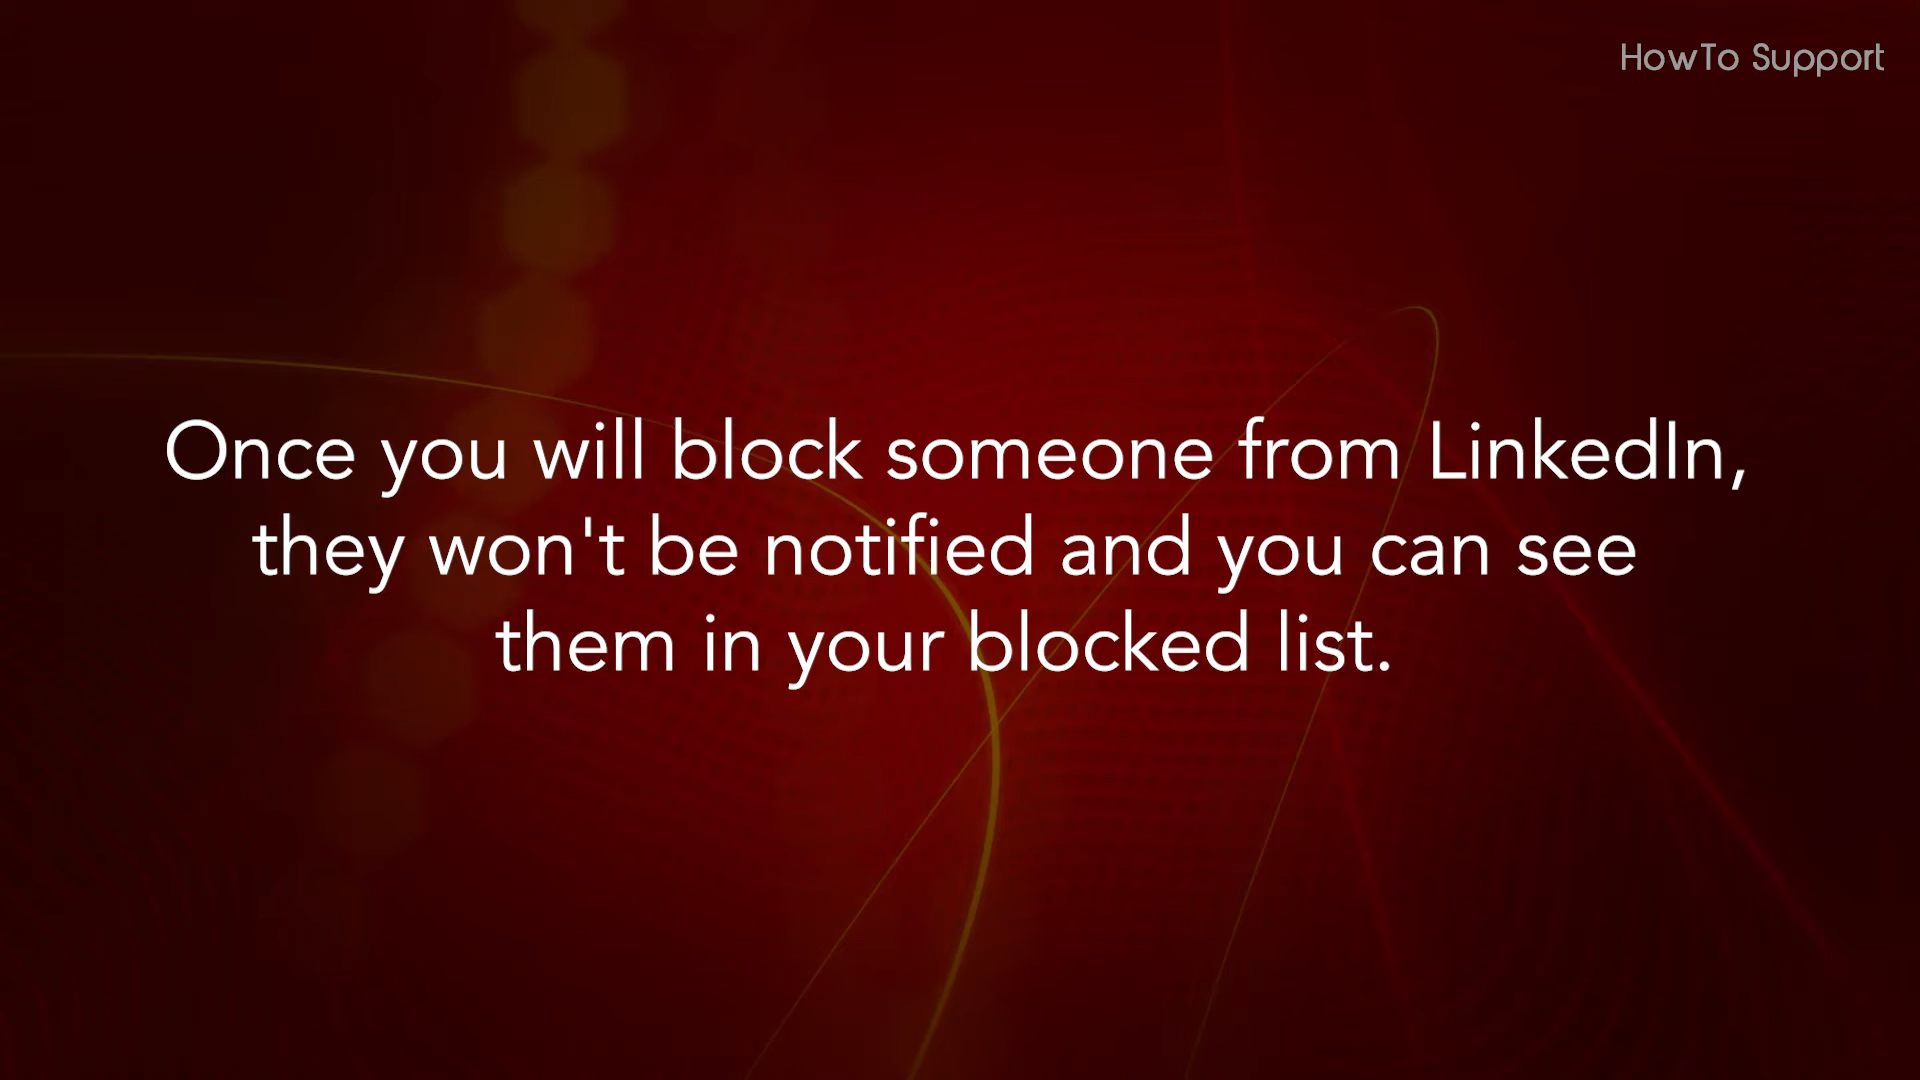 HowTo Support
Once you will block someone from LinkedIn,
they won't be notified and you can see
them in your blocked list.